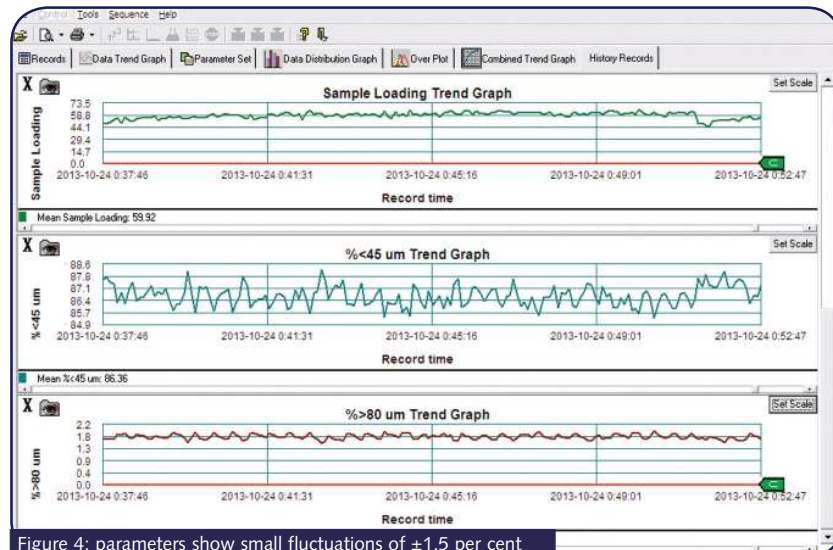 Control Tools Sequence Help
Records Data Trend Graph Parameter Set Data Distribution Graph Over Plot Combined Trend Graph History Records
X Sample Loading Trend Graph Set Scale
Sample Loading
73.5
58.8
44.1
29.4
14.7
0.0
2013-10-24 0:37:46 2013-10-24 0:41:31 2013-10-24 0:45:16 2013-10-24 0:49:01 2013-10-24 0:52:47
Record time
Mean Sample Loading: 59.92
X %<45 um Trend Graph Set Scale
%<45 um
88.6
87.8
87.1
86.4
85.7
84.9
2013-10-24 0:37:46 2013-10-24 0:41:31 2013-10-24 0:45:16 2013-10-24 0:49:01 2013-10-24 0:52:47
Record time
Mean %<45 um: 86.36
X %>80 um Trend Graph Set Scale
%>80 um
2.2
1.8
1.3
0.9
0.4
0.0
2013-10-24 0:37:46 2013-10-24 0:41:31 2013-10-24 0:45:16 2013-10-24 0:49:01 2013-10-24 0:52:47
Record time
Figure 4: parameters show small fluctuations of ±1.5 per cent